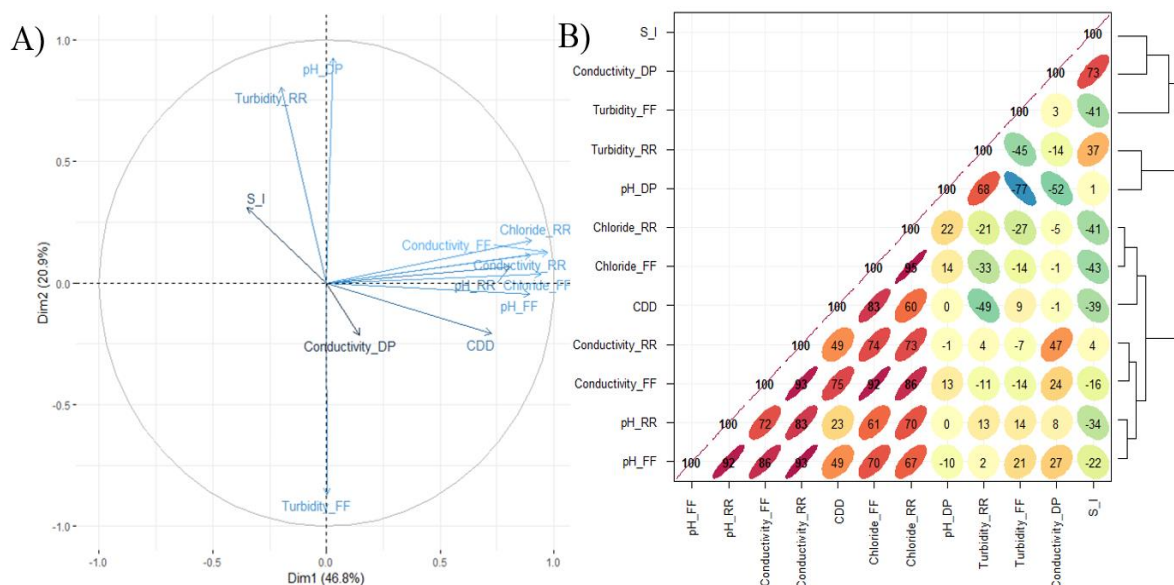 A)
1.0
0.5
0.0
-0.5
-1.0
Dim2 (20.9%)
pH_DP
Turbidity_RR
S_I
Chloride_RR
Conductivity_FF
Conductivity_RR
pH_RR Chloride_FF
pH_FF
Conductivity_DP
CDD
Turbidity_FF
-1.0 -0.5 0.0 0.5 1.0
Dim1 (46.8%)
B)
S_I 100
Conductivity_DP 100 73
Turbidity_FF 100 3 -41
Turbidity_RR 100 -45 -14 37
pH_DP 100 68 -77 -52 1
Chloride_RR 100 22 -21 -27 -5 -41
Chloride_FF 100 95 14 -33 -14 -1 -43
CDD 100 83 60 0 -49 9 -1 -39
Conductivity_RR 100 49 74 73 -1 4 -7 47 4
Conductivity_FF 100 93 75 92 86 13 -11 -14 24 -16
pH_RR 100 72 83 23 61 70 0 13 14 8 -34
pH_FF 100 92 86 93 49 70 67 -10 2 21 27 -22
pH_FF
pH_RR
Conductivity_FF
Conductivity_RR
CDD
Chloride_FF
Chloride_RR
pH_DP
Turbidity_RR
Turbidity_FF
Conductivity_DP
S_I